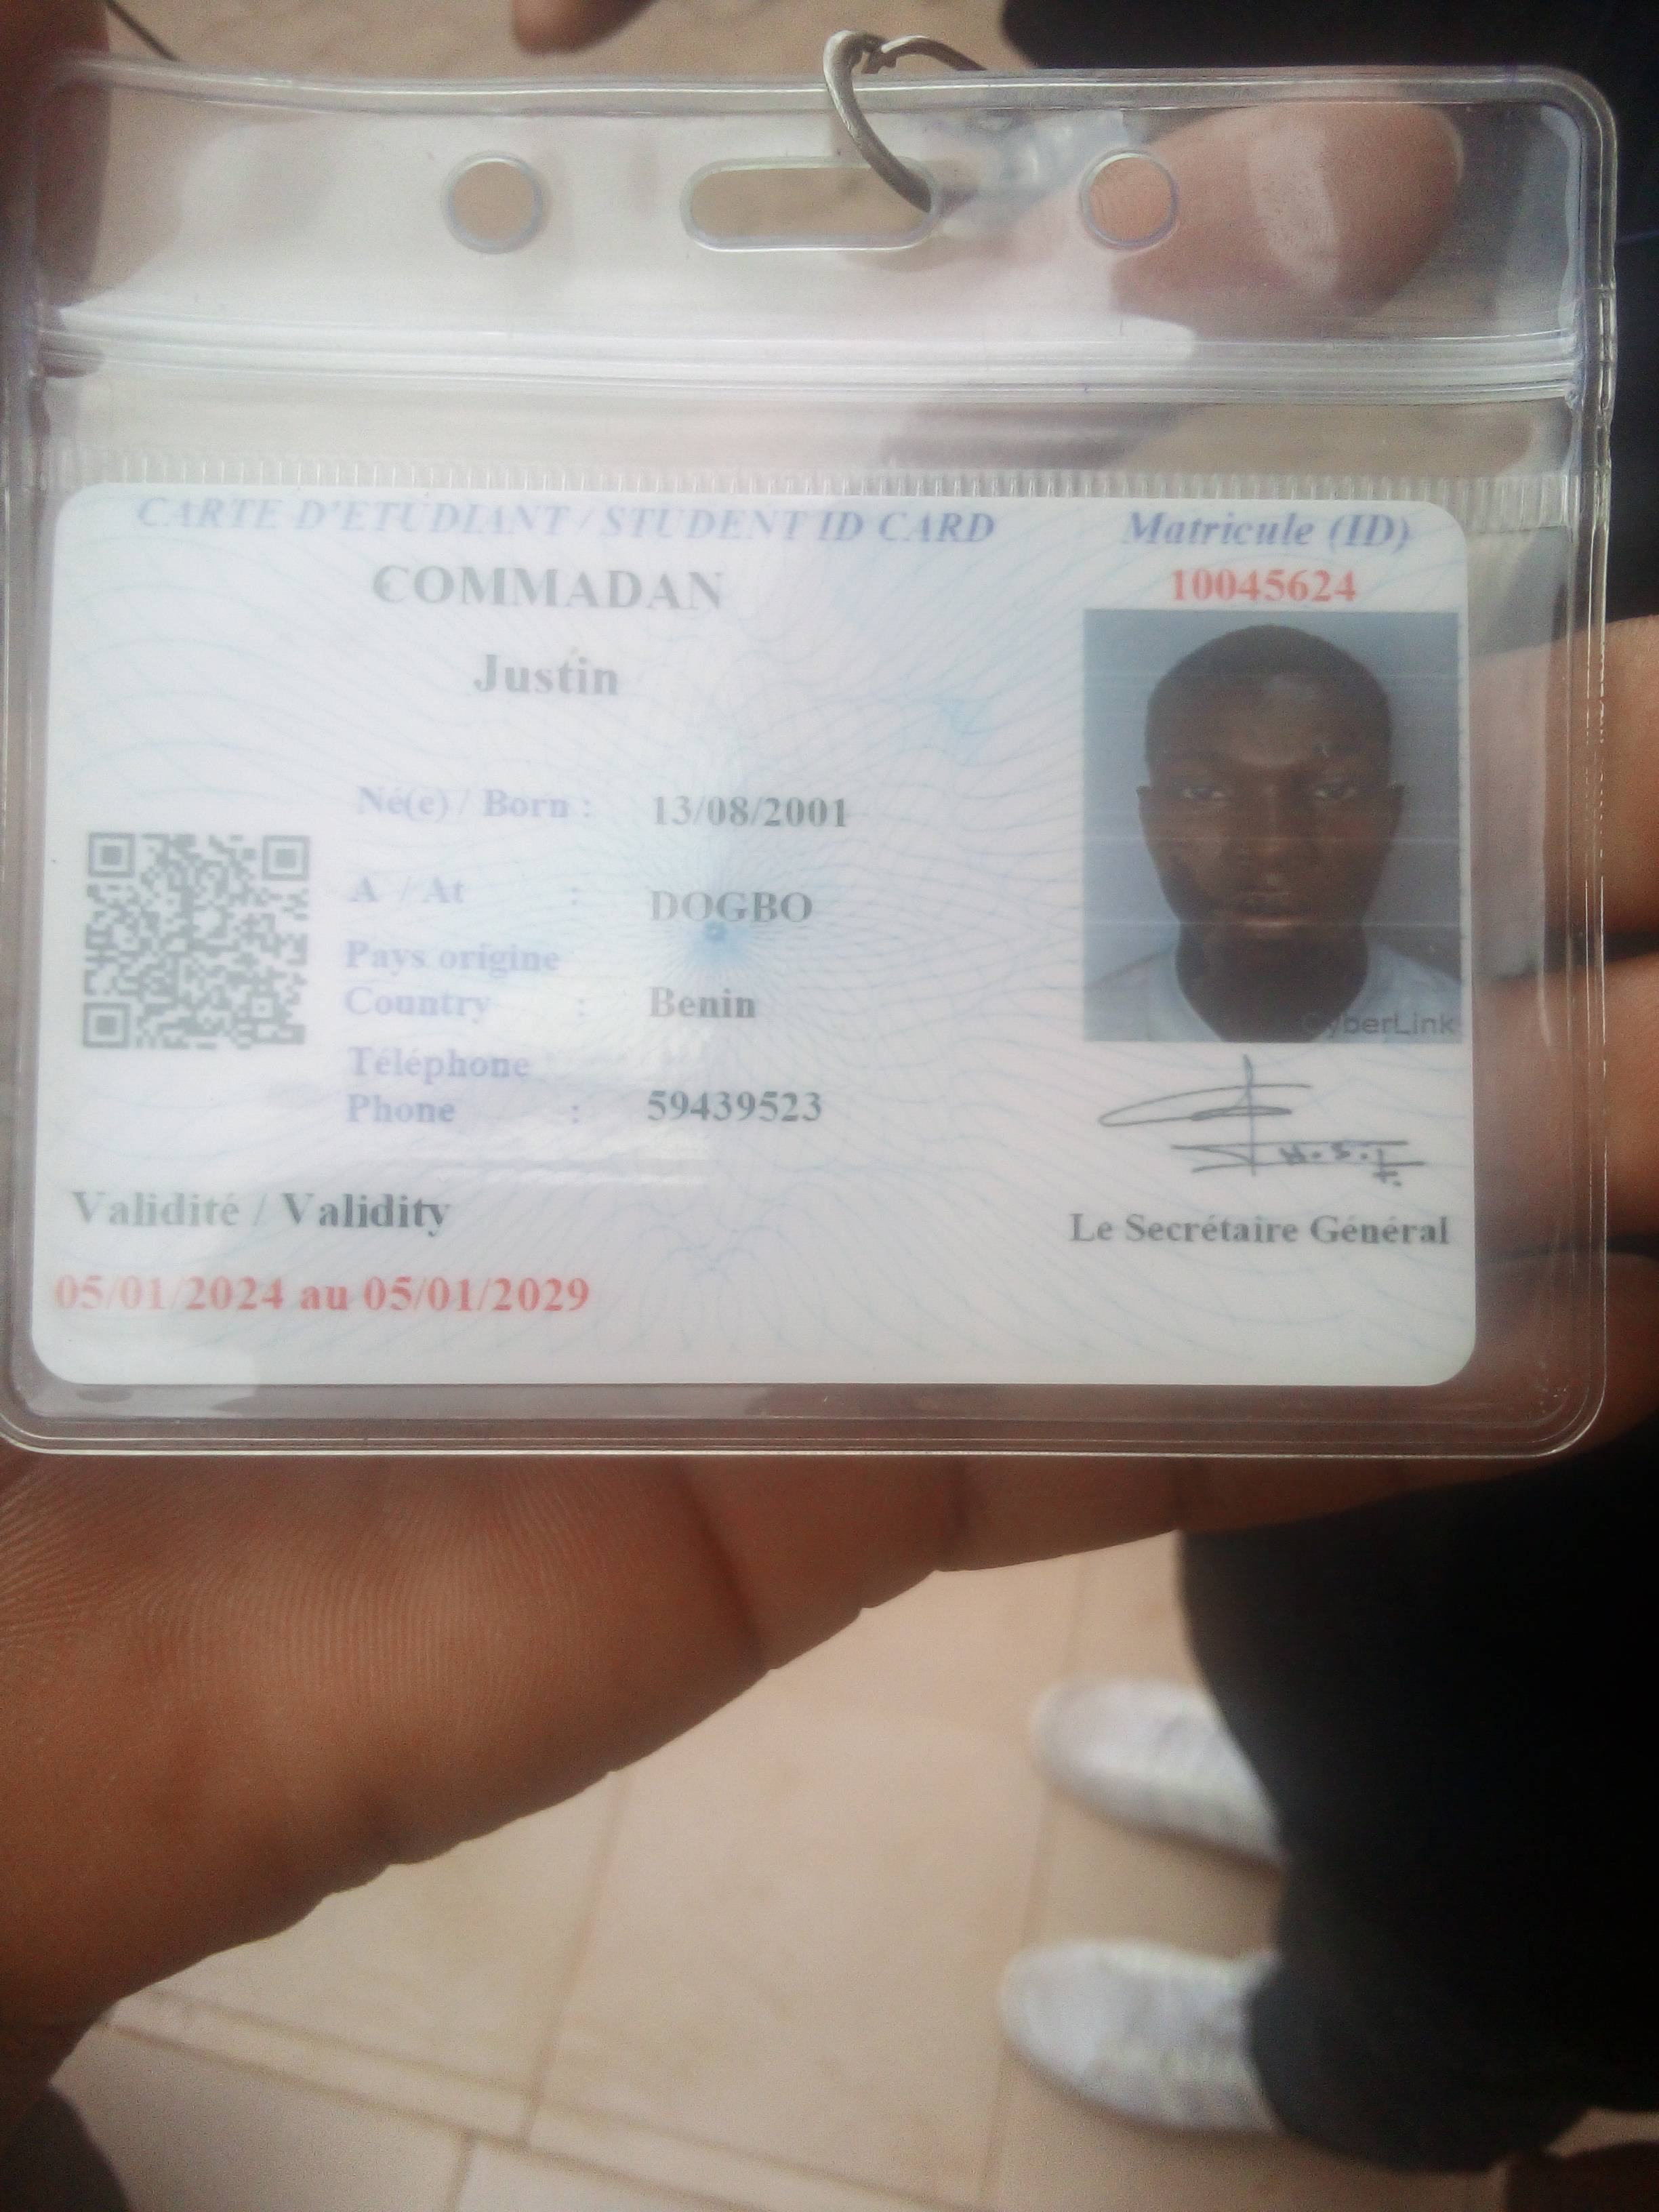 CARTE D'ETUDIANT / STUDENT ID CARD
Matricule (ID)
10045624
COMMADAN
Justin
Né(e) / Born : 13/08/2001
A / At : DOGBO
Pays origine
Country : Benin
Téléphone
Phone : 59439523
CyberLink
Validité / Validity
05/01/2024 au 05/01/2029
Le Secrétaire Général